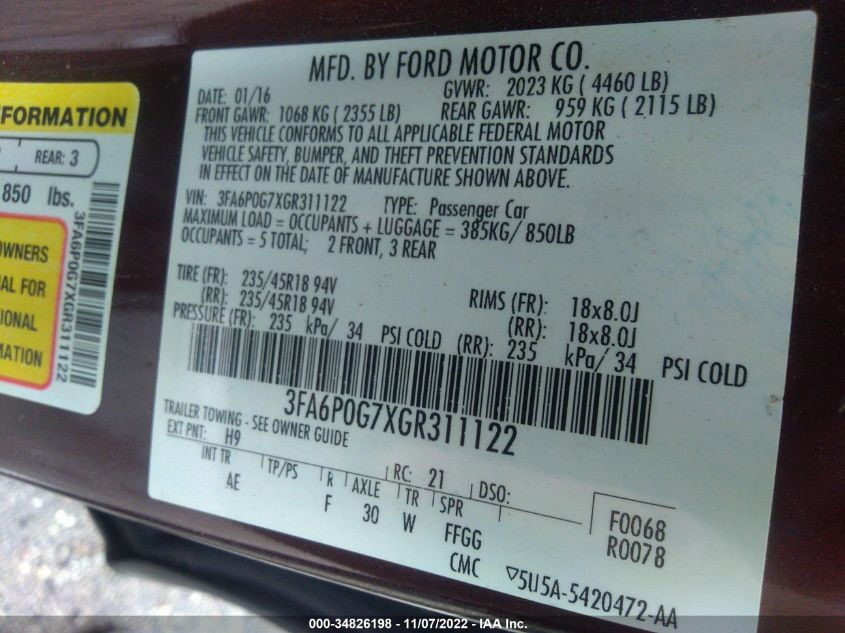 MFD. BY FORD MOTOR CO.
DATE: 01/16 GVWR: 2023 KG ( 4460 LB)
FRONT GAWR: 1068 KG ( 2355 LB) REAR GAWR: 959 KG ( 2115 LB)
THIS VEHICLE CONFORMS TO ALL APPLICABLE FEDERAL MOTOR
VEHICLE SAFETY, BUMPER, AND THEFT PREVENTION STANDARDS
IN EFFECT ON THE DATE OF MANUFACTURE SHOWN ABOVE.
VIN: 3FA6P0G7XGR311122 TYPE: Passenger Car
MAXIMUM LOAD = OCCUPANTS + LUGGAGE = 385KG/ 850LB
OCCUPANTS = 5 TOTAL; 2 FRONT, 3 REAR
TIRE (FR): 235/45R18 94V RIMS (FR): 18x8.0J
(RR): 235/45R18 94V (RR): 18x8.0J
PRESSURE (FR): 235 kPa/ 34 PSI COLD (RR): 235 kPa/ 34 PSI COLD
3FA6P0G7XGR311122
TRAILER TOWING - SEE OWNER GUIDE
EXT PNT: H9 RC: 21 DSO:
INT TR TP/PS R AXLE TR SPR F0068
AE F 30 W FFGG R0078
CMC ▽5U5A-5420472-AA
FORMATION
REAR: 3
850 lbs.
OWNERS
UAL FOR
TIONAL
MATION
3FA6P0G7XGR311122
000-34826198 - 11/07/2022 - IAA Inc.